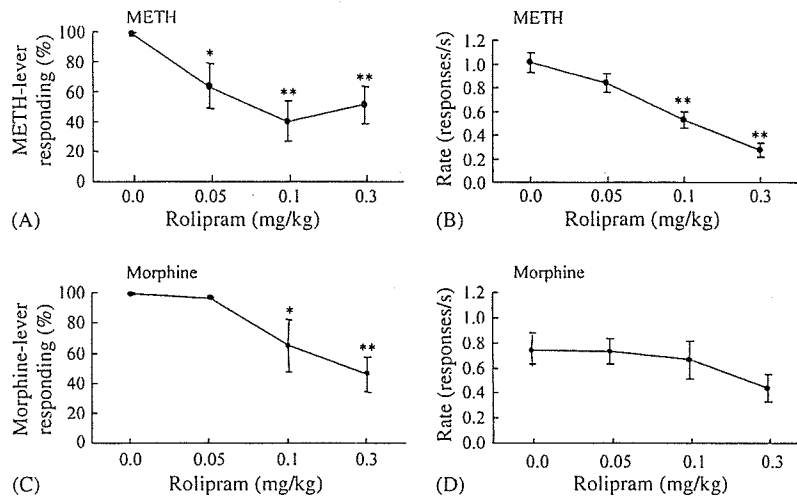 METH
METH-lever
responding (%)
100
80
60
40
20
0
*
**
**
0.0 0.05 0.1 0.3
(A) Rolipram (mg/kg)
METH
Rate (responses/s)
1.2
1.0
0.8
0.6
0.4
0.2
0.0
**
**
0.0 0.05 0.1 0.3
(B) Rolipram (mg/kg)
Morphine
Morphine-lever
responding (%)
100
80
60
40
20
0
*
**
0.0 0.05 0.1 0.3
(C) Rolipram (mg/kg)
Morphine
Rate (responses/s)
1.2
1.0
0.8
0.6
0.4
0.2
0.0
0.0 0.05 0.1 0.3
(D) Rolipram (mg/kg)